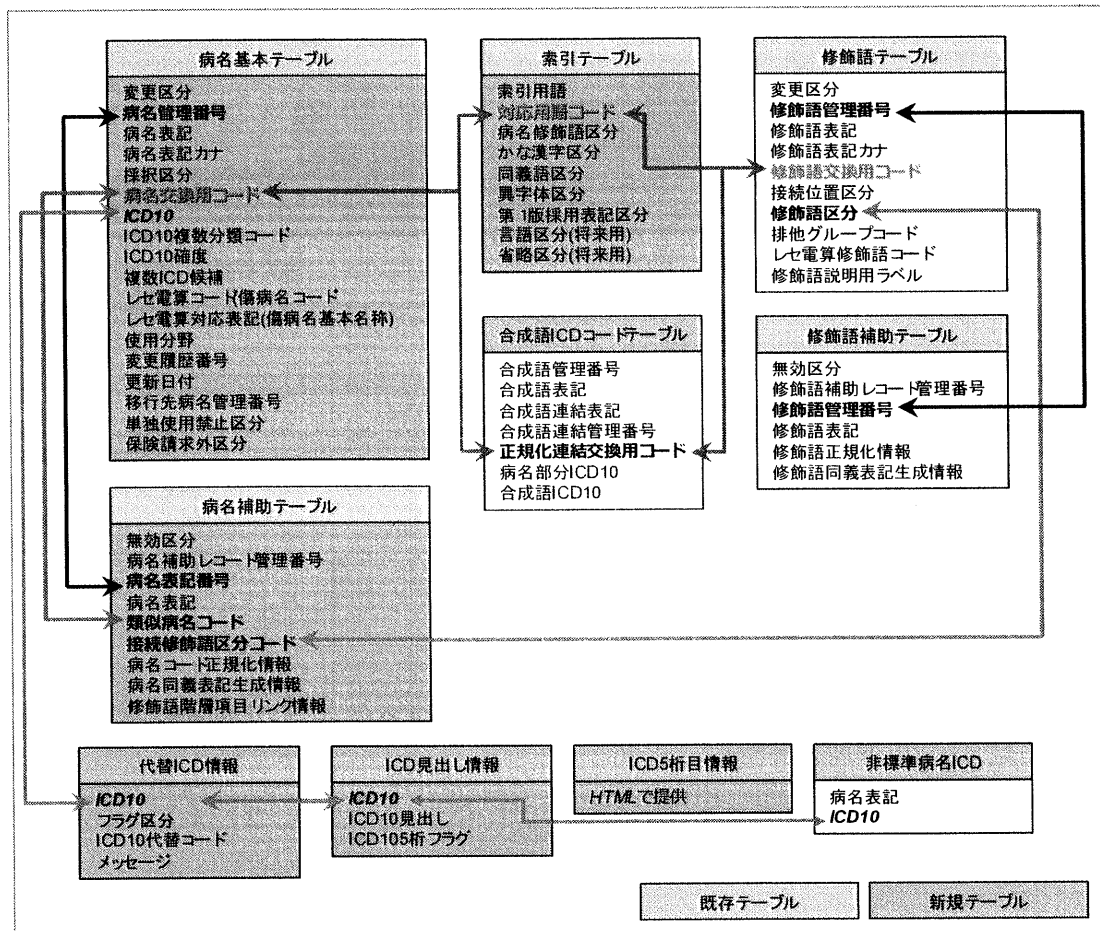 病名基本テーブル
変更区分
病名管理番号
病名表記
病名表記カナ
採択区分
病名交換用コード
ICD10
ICD10複数分類コード
ICD10確度
複数ICD候補
レセ電算コード(傷病名コード
レセ電算対応表記(傷病名基本名称)
使用分野
変更履歴番号
更新日付
移行先病名管理番号
単独使用禁止区分
保険請求外区分
索引テーブル
索引用語
対応用語コード
病名修飾語区分
かな漢字区分
同義語区分
異字体区分
第1版採用表記区分
言語区分(将来用)
省略区分(将来用)
修飾語テーブル
変更区分
修飾語管理番号
修飾語表記
修飾語表記カナ
修飾語交換用コード
接続位置区分
修飾語区分
排他グループコード
レセ電算修飾語コード
修飾語説明用ラベル
合成語ICDコードテーブル
合成語管理番号
合成語表記
合成語連結表記
合成語連結管理番号
正規化連結交換用コード
病名部分ICD10
合成語ICD10
修飾語補助テーブル
無効区分
修飾語補助レコード管理番号
修飾語管理番号
修飾語表記
修飾語正規化情報
修飾語同義表記生成情報
病名補助テーブル
無効区分
病名補助レコード管理番号
病名表記番号
病名表記
類似病名コード
接続修飾語区分コード
病名コード正規化情報
病名同義表記生成情報
修飾語階層項目リンク情報
代替ICD情報
ICD10
フラグ区分
ICD10代替コード
メッセージ
ICD見出し情報
ICD10
ICD10見出し
ICD105桁フラグ
ICD5桁目情報
HTMLで提供
非標準病名ICD
病名表記
ICD10
既存テーブル
新規テーブル